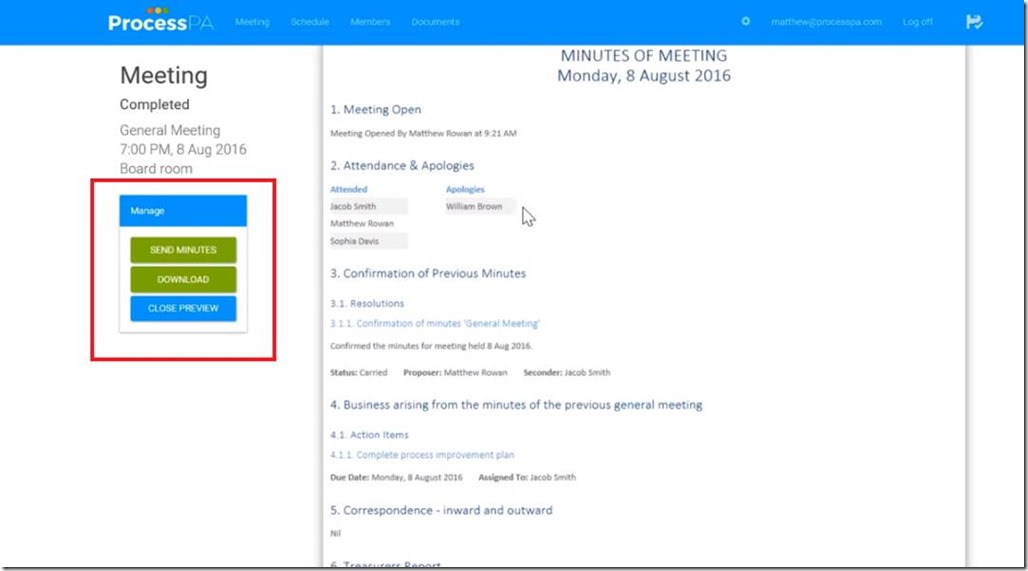 ProcessPA Meeting Schedule Members Documents matthew@processpa.com Log off
Meeting
Completed
General Meeting
7:00 PM, 8 Aug 2016
Board room
Manage
SEND MINUTES
DOWNLOAD
CLOSE PREVIEW
MINUTES OF MEETING
Monday, 8 August 2016
1. Meeting Open
Meeting Opened By Matthew Rowan at 9:21 AM
2. Attendance & Apologies
Attended Apologies
Jacob Smith William Brown
Matthew Rowan
Sophia Davis
3. Confirmation of Previous Minutes
3.1. Resolutions
3.1.1. Confirmation of minutes 'General Meeting'
Confirmed the minutes for meeting held 8 Aug 2016.
Status: Carried Proposer: Matthew Rowan Seconder: Jacob Smith
4. Business arising from the minutes of the previous general meeting
4.1. Action Items
4.1.1. Complete process improvement plan
Due Date: Monday, 8 August 2016 Assigned To: Jacob Smith
5. Correspondence - inward and outward
Nil
6. Treasurers Report